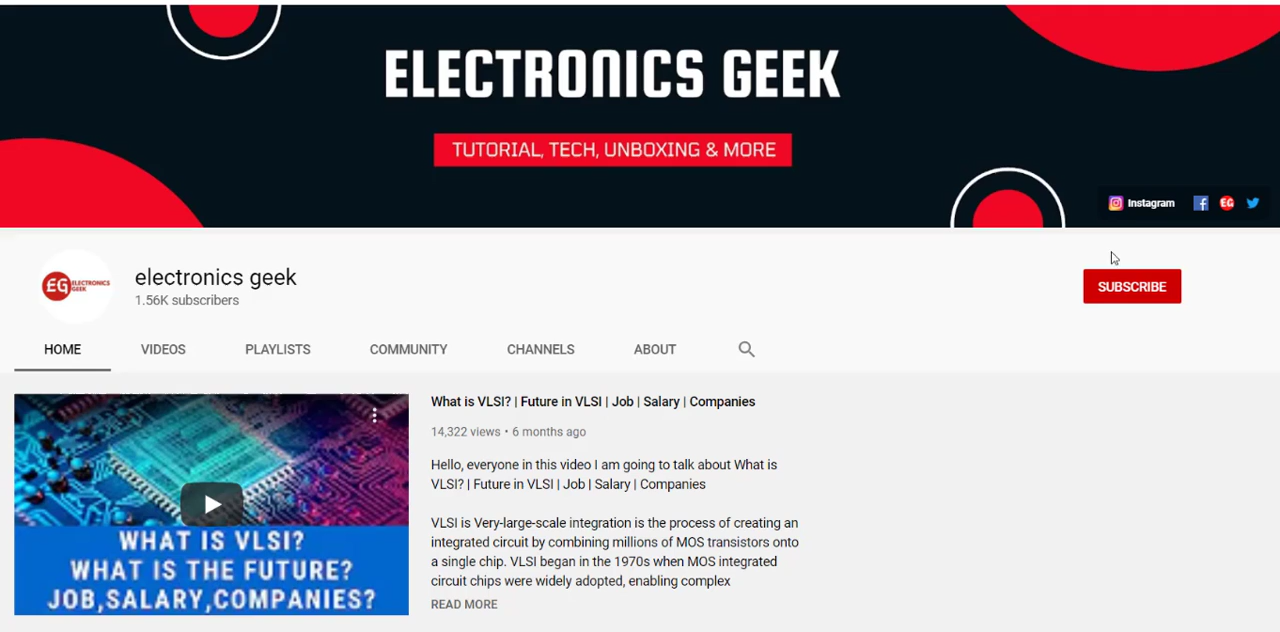 ELECTRONICS GEEK
TUTORIAL, TECH, UNBOXING & MORE
Instagram
EG
EG ELECTRONICS GEEK
electronics geek
1.56K subscribers
SUBSCRIBE
HOME VIDEOS PLAYLISTS COMMUNITY CHANNELS ABOUT
What is VLSI? | Future in VLSI | Job | Salary | Companies
14,322 views • 6 months ago
Hello, everyone in this video I am going to talk about What is
VLSI? | Future in VLSI | Job | Salary | Companies
VLSI is Very-large-scale integration is the process of creating an
integrated circuit by combining millions of MOS transistors onto
a single chip. VLSI began in the 1970s when MOS integrated
circuit chips were widely adopted, enabling complex
READ MORE
WHAT IS VLSI?
WHAT IS THE FUTURE?
JOB,SALARY,COMPANIES?